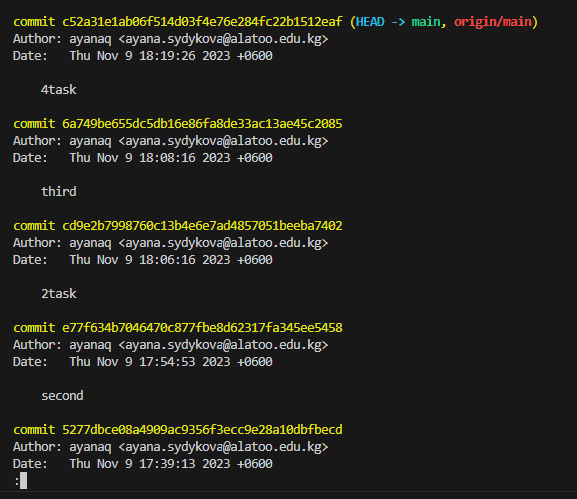 commit c52a31e1ab06f514d03f4e76e284fc22b1512eaf (HEAD -> main, origin/main)
Author: ayanaq <ayana.sydykova@alatoo.edu.kg>
Date:   Thu Nov 9 18:19:26 2023 +0600
    4task
commit 6a749be655dc5db16e86fa8de33ac13ae45c2085
Author: ayanaq <ayana.sydykova@alatoo.edu.kg>
Date:   Thu Nov 9 18:08:16 2023 +0600
    third
commit cd9e2b7998760c13b4e6e7ad4857051beeba7402
Author: ayanaq <ayana.sydykova@alatoo.edu.kg>
Date:   Thu Nov 9 18:06:16 2023 +0600
    2task
commit e77f634b7046470c877fbe8d62317fa345ee5458
Author: ayanaq <ayana.sydykova@alatoo.edu.kg>
Date:   Thu Nov 9 17:54:53 2023 +0600
    second
commit 5277dbce08a4909ac9356f3ecc9e28a10dbfbecd
Author: ayanaq <ayana.sydykova@alatoo.edu.kg>
Date:   Thu Nov 9 17:39:13 2023 +0600
: